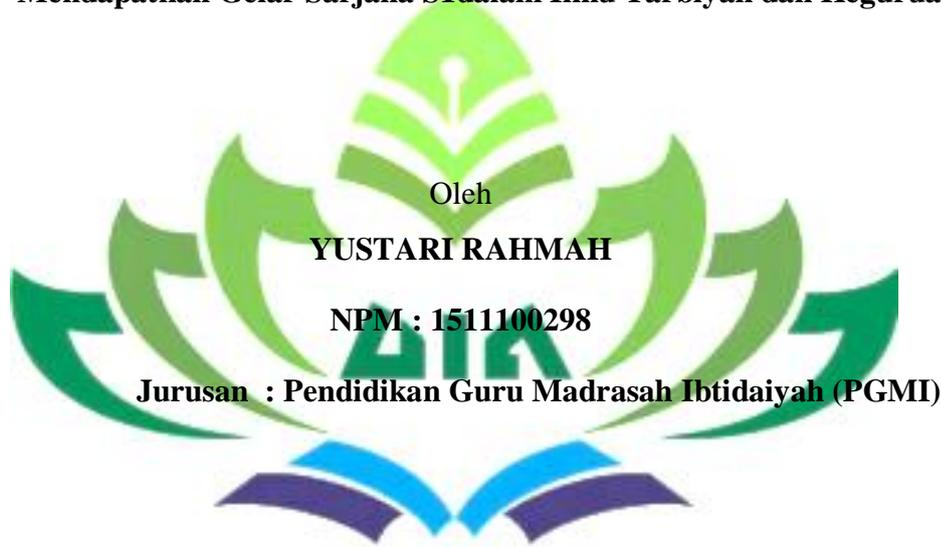 Mendapatkan Gelar Sarjana S1dalam Ilmu Tarbiyah dan Keguru
Oleh
YUSTARI RAHMAH
NPM : 1511100298
Jurusan : Pendidikan Guru Madrasah Ibtidaiyah (PGMI)